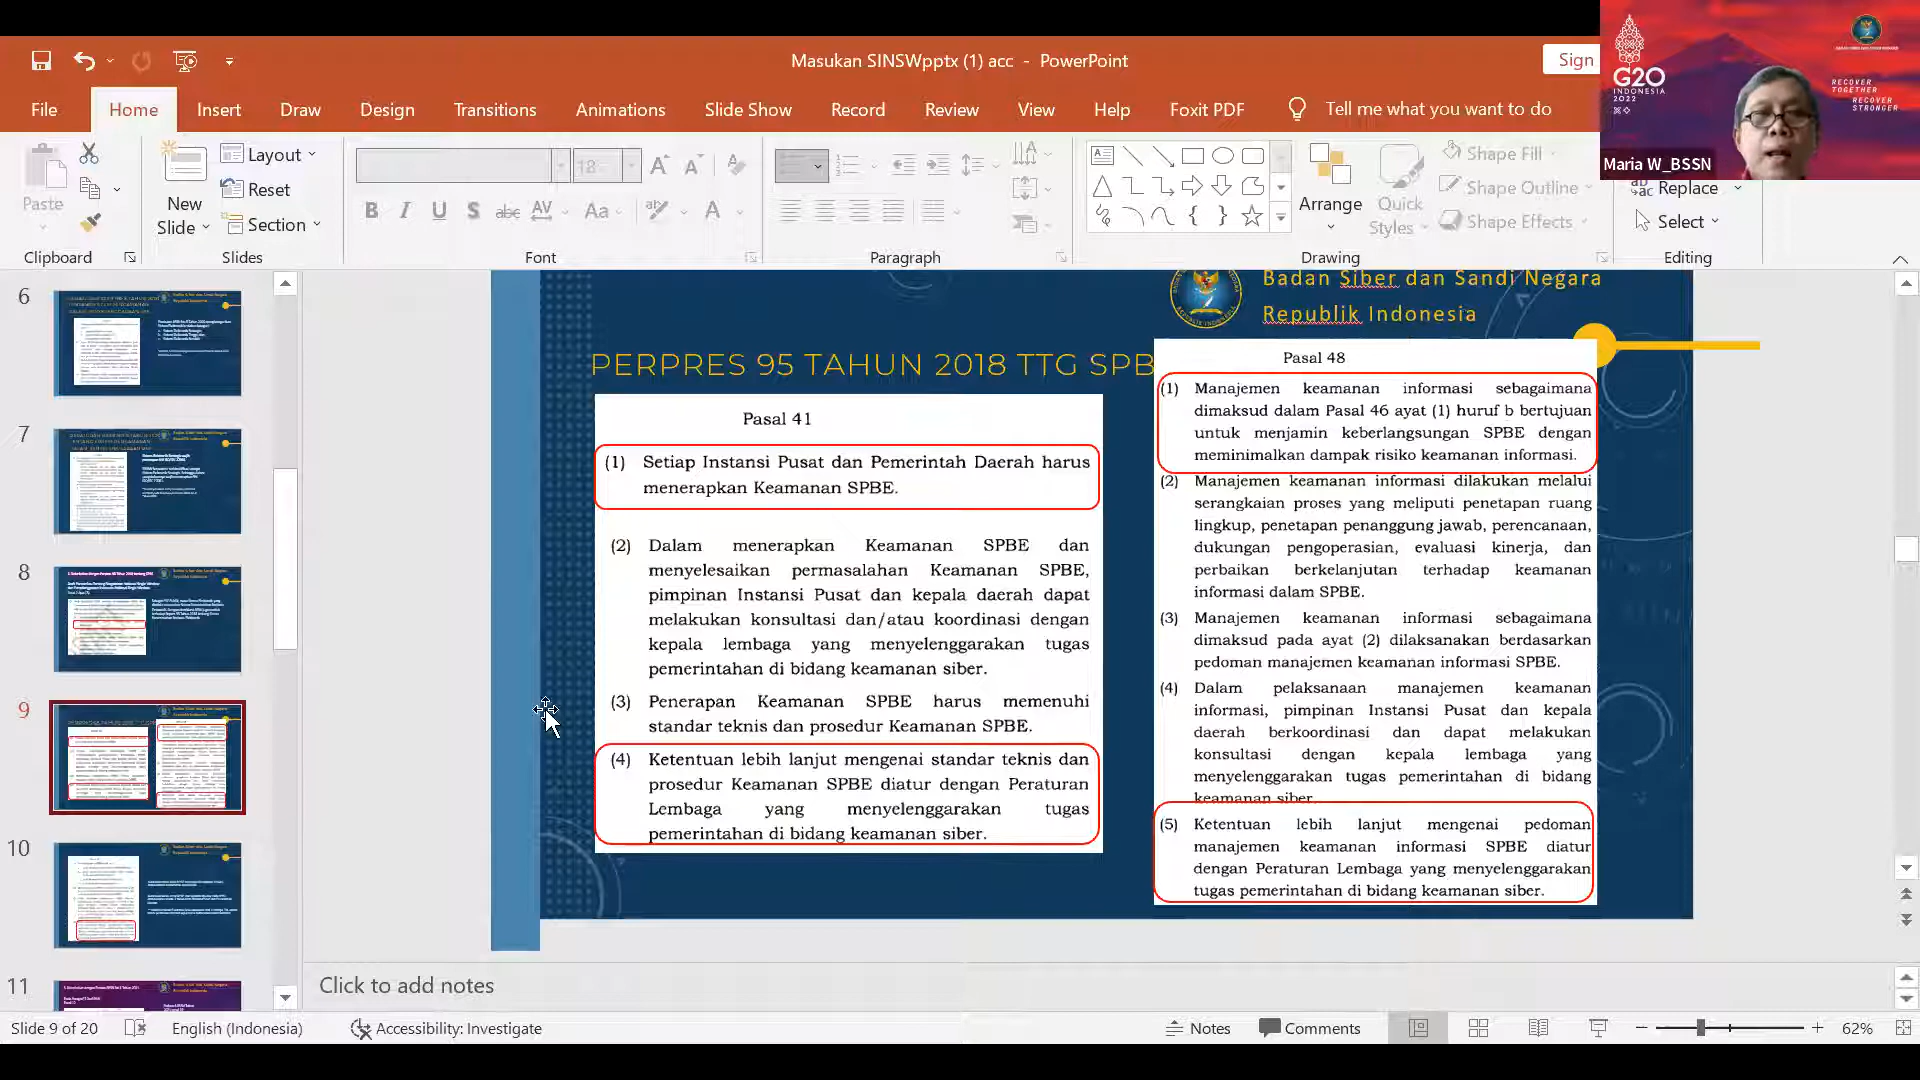 Masukan SINSWpptx (1) acc - PowerPoint
Sign
File
Home
Insert
Draw
Design
Transitions
Animations
Slide Show
Record
Review
View
Help
Foxit PDF
Tell me what you want to do
G20
INDONESIA
2022
RECOVER
TOGETHER
RECOVER
STRONGER
Maria W_BSSN
Paste
New
Slide
Layout
Reset
Section
18
Arrange
Quick
Styles
Shape Fill
Shape Outline
Shape Effects
Replace
Select
Clipboard
Slides
Font
Paragraph
Drawing
Editing
6
7
8
9
10
11
Badan Siber dan Sandi Negara
Republik Indonesia
PERPRES 95 TAHUN 2018 TTG SPB
Pasal 41
(1) Setiap Instansi Pusat dan Pemerintah Daerah harus
menerapkan Keamanan SPBE.
(2) Dalam menerapkan Keamanan SPBE dan
menyelesaikan permasalahan Keamanan SPBE,
pimpinan Instansi Pusat dan kepala daerah dapat
melakukan konsultasi dan/atau koordinasi dengan
kepala lembaga yang menyelenggarakan tugas
pemerintahan di bidang keamanan siber.
(3) Penerapan Keamanan SPBE harus memenuhi
standar teknis dan prosedur Keamanan SPBE.
(4) Ketentuan lebih lanjut mengenai standar teknis dan
prosedur Keamanan SPBE diatur dengan Peraturan
Lembaga yang menyelenggarakan tugas
pemerintahan di bidang keamanan siber.
Pasal 48
(1) Manajemen keamanan informasi sebagaimana
dimaksud dalam Pasal 46 ayat (1) huruf b bertujuan
untuk menjamin keberlangsungan SPBE dengan
meminimalkan dampak risiko keamanan informasi.
(2) Manajemen keamanan informasi dilakukan melalui
serangkaian proses yang meliputi penetapan ruang
lingkup, penetapan penanggung jawab, perencanaan,
dukungan pengoperasian, evaluasi kinerja, dan
perbaikan berkelanjutan terhadap keamanan
informasi dalam SPBE.
(3) Manajemen keamanan informasi sebagaimana
dimaksud pada ayat (2) dilaksanakan berdasarkan
pedoman manajemen keamanan informasi SPBE.
(4) Dalam pelaksanaan manajemen keamanan
informasi, pimpinan Instansi Pusat dan kepala
daerah berkoordinasi dan dapat melakukan
konsultasi dengan kepala lembaga yang
menyelenggarakan tugas pemerintahan di bidang
keamanan siber.
(5) Ketentuan lebih lanjut mengenai pedoman
manajemen keamanan informasi SPBE diatur
dengan Peraturan Lembaga yang menyelenggarakan
tugas pemerintahan di bidang keamanan siber.
Click to add notes
Slide 9 of 20
English (Indonesia)
Accessibility: Investigate
Notes
Comments
62%